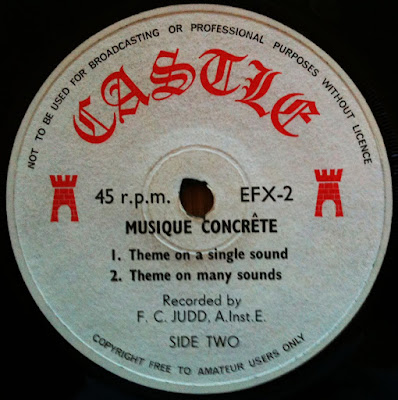 NOT TO BE USED FOR BROADCASTING OR PROFESSIONAL PURPOSES WITHOUT LICENCE
CASTLE
45 r.p.m. EFX-2
MUSIQUE CONCRÊTE
1. Theme on a single sound
2. Theme on many sounds
Recorded by
F. C. JUDD, A.Inst.E.
SIDE TWO
COPYRIGHT FREE TO AMATEUR USERS ONLY